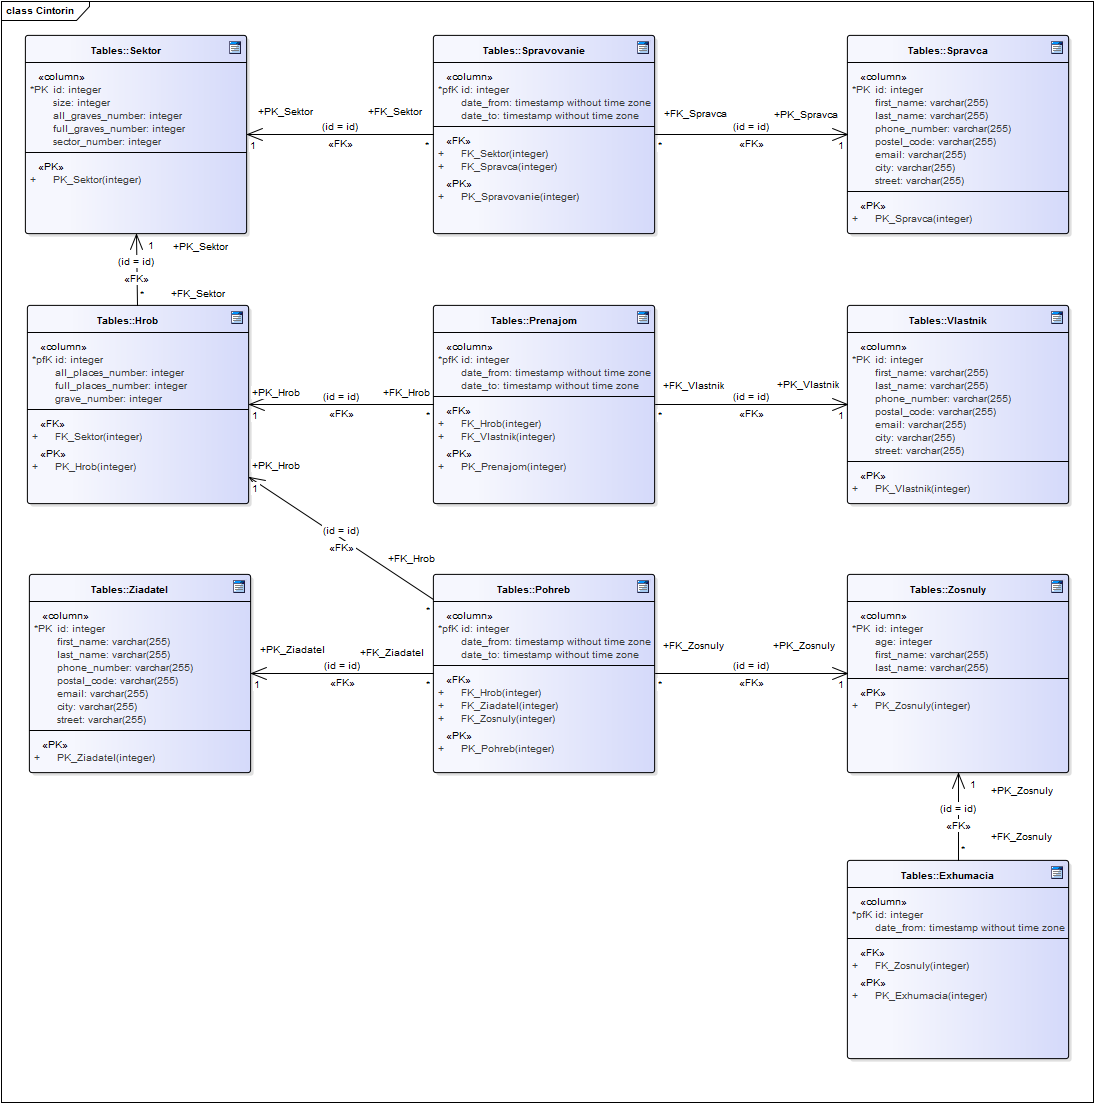 class Cintorin
Tables::Sektor
«column»
*PK id: integer
size: integer
all_graves_number: integer
full_graves_number: integer
sector_number: integer
«PK»
+ PK_Sektor(integer)
+PK_Sektor
+FK_Sektor
(id = id)
1
«FK»
*
Tables::Spravovanie
«column»
*pfK id: integer
date_from: timestamp without time zone
date_to: timestamp without time zone
«FK»
+ FK_Sektor(integer)
+ FK_Spravca(integer)
«PK»
+ PK_Spravovanie(integer)
+FK_Spravca
+PK_Spravca
(id = id)
*
«FK»
1
Tables::Spravca
«column»
*PK id: integer
first_name: varchar(255)
last_name: varchar(255)
phone_number: varchar(255)
postel_code: varchar(255)
email: varchar(255)
city: varchar(255)
street: varchar(255)
«PK»
+ PK_Spravca(integer)
1
+PK_Sektor
(id = id)
«FK»
*
+FK_Sektor
Tables::Hrob
«column»
*pfK id: integer
all_places_number: integer
full_places_number: integer
grave_number: integer
«FK»
+ FK_Sektor(integer)
«PK»
+ PK_Hrob(integer)
+PK_Hrob
+FK_Hrob
(id = id)
1
«FK»
*
Tables::Prenajom
«column»
*pfK id: integer
date_from: timestamp without time zone
date_to: timestamp without time zone
«FK»
+ FK_Hrob(integer)
+ FK_Vlastnik(integer)
«PK»
+ PK_Prenajom(integer)
+FK_Vlastnik
+PK_Vlastnik
(id = id)
*
«FK»
1
Tables::Vlastnik
«column»
*PK id: integer
first_name: varchar(255)
last_name: varchar(255)
phone_number: varchar(255)
postal_code: varchar(255)
email: varchar(255)
city: varchar(255)
street: varchar(255)
«PK»
+ PK_Vlastnik(integer)
+PK_Hrob
1
(id = id)
«FK»
+FK_Hrob
*
Tables::Ziadatel
«column»
*PK id: integer
first_name: varchar(255)
last_name: varchar(255)
phone_number: varchar(255)
postal_code: varchar(255)
email: varchar(255)
city: varchar(255)
street: varchar(255)
«PK»
+ PK_Ziadatel(integer)
+PK_Ziadatel
+FK_Ziadatel
(id = id)
1
«FK»
*
Tables::Pohreb
«column»
*pfK id: integer
date_from: timestamp without time zone
date_to: timestamp without time zone
«FK»
+ FK_Hrob(integer)
+ FK_Ziadatel(integer)
+ FK_Zosnuly(integer)
«PK»
+ PK_Pohreb(integer)
+FK_Zosnuly
+PK_Zosnuly
(id = id)
*
«FK»
1
Tables::Zosnuly
«column»
*PK id: integer
age: integer
first_name: varchar(255)
last_name: varchar(255)
«PK»
+ PK_Zosnuly(integer)
1
+PK_Zosnuly
(id = id)
«FK»
+FK_Zosnuly
*
Tables::Exhumacia
«column»
*pfK id: integer
date_from: timestamp without time zone
«FK»
+ FK_Zosnuly(integer)
«PK»
+ PK_Exhumacia(integer)